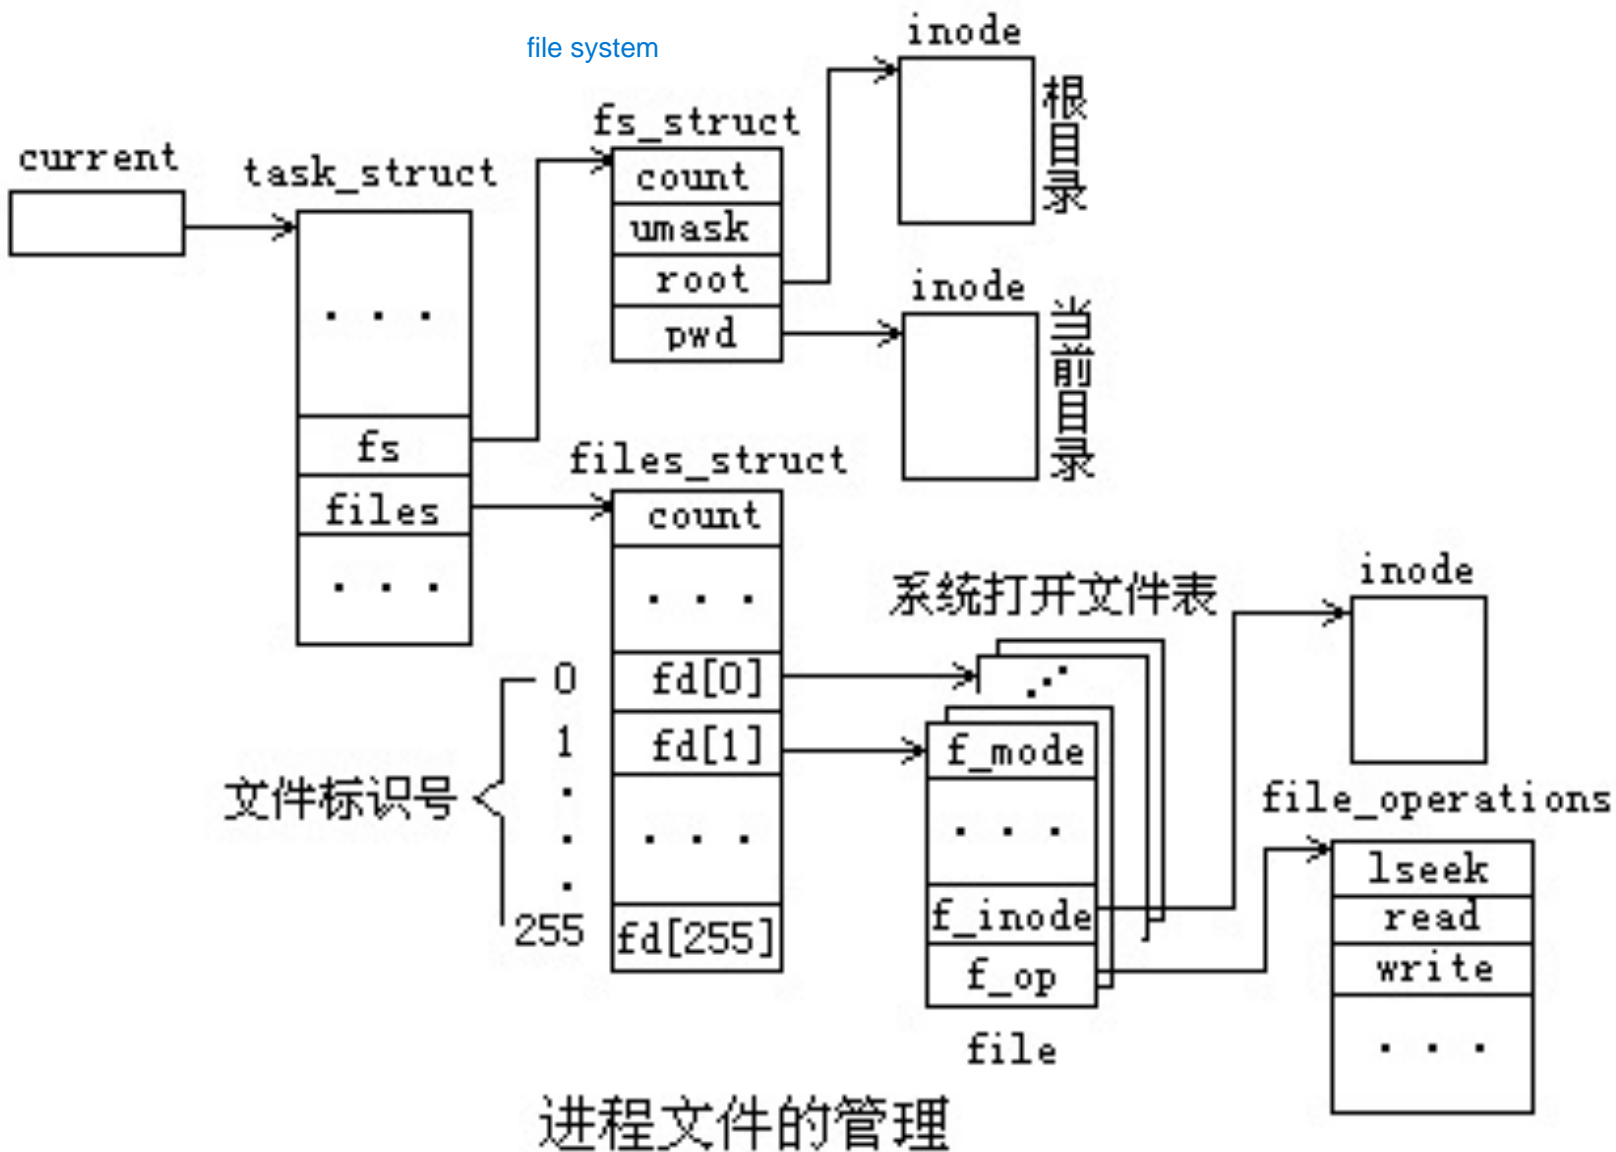 file system
inode
根目录
fs_struct
count
umask
root
pwd
current
task_struct
. . .
fs
files
. . .
inode
当前目录
files_struct
count
. . .
fd[0]
fd[1]
. . .
fd[255]
0
1
.
.
.
255
文件标识号
系统打开文件表
. . .
f_mode
. . .
f_inode
f_op
file
inode
file_operations
lseek
read
write
. . .
进程文件的管理